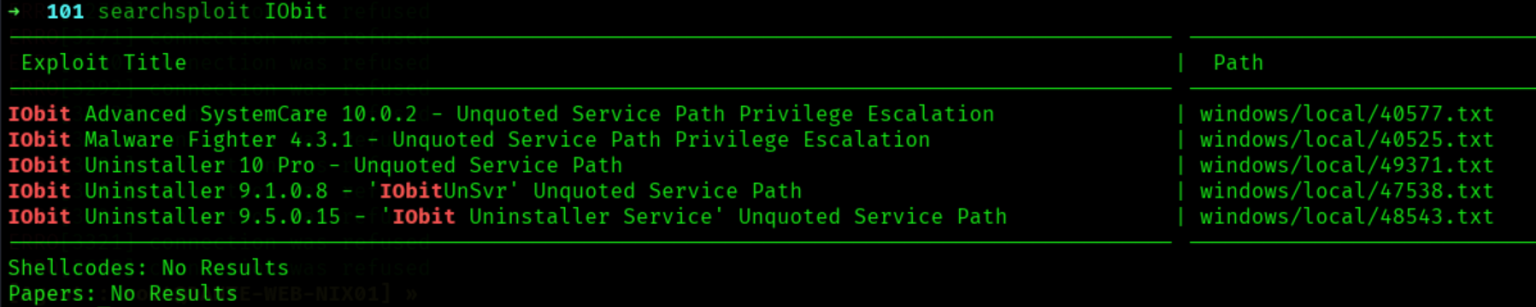 → 101 searchsploit IObit
Exploit Title | Path
IObit Advanced SystemCare 10.0.2 - Unquoted Service Path Privilege Escalation | windows/local/40577.txt
IObit Malware Fighter 4.3.1 - Unquoted Service Path Privilege Escalation | windows/local/40525.txt
IObit Uninstaller 10 Pro - Unquoted Service Path | windows/local/49371.txt
IObit Uninstaller 9.1.0.8 - 'IObitUnSvr' Unquoted Service Path | windows/local/47538.txt
IObit Uninstaller 9.5.0.15 - 'IObit Uninstaller Service' Unquoted Service Path | windows/local/48543.txt
Shellcodes: No Results
Papers: No Results